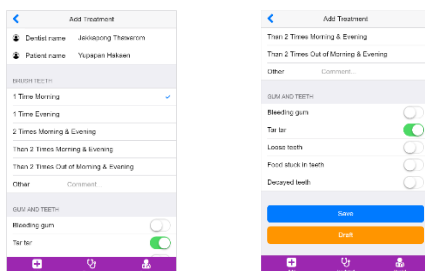 Add Treatment
Dentist name Jakkapong Thaworom
Patient name Yupapan Hakaen
BRUSH TEETH
1 Time Morning
1 Time Evening
2 Times Morning & Evening
Than 2 Times Morning & Evening
Than 2 Times Out of Morning & Evening
Other Comment...
GUM AND TEETH
Bleeding gum
Tar tar
Add Treatment
Than 2 Times Morning & Evening
Than 2 Times Out of Morning & Evening
Other Comment...
GUM AND TEETH
Bleeding gum
Tar tar
Loose teeth
Food stuck in teeth
Decayed teeth
Save
Draft